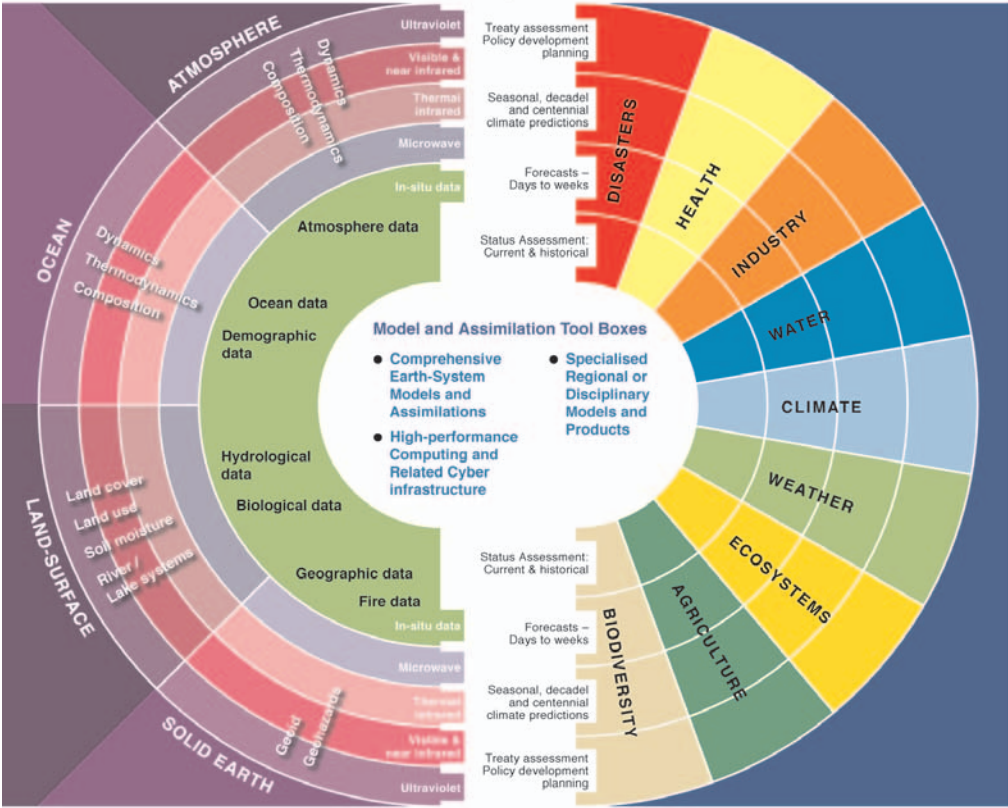 ATMOSPHERE
OCEAN
LAND-SURFACE
SOLID EARTH
Ultraviolet
Visible &
near infrared
Thermal
infrared
Microwave
In-situ data
Dynamics
Thermodynamics
Composition
Dynamics
Thermodynamics
Composition
Land cover
Land use
Soil moisture
River /
Lake systems
Geoid
Geohazards
Atmosphere data
Ocean data
Demographic
data
Hydrological
data
Biological data
Geographic data
Fire data
In-situ data
Microwave
Thermal
infrared
Visible &
near infrared
Ultraviolet
Model and Assimilation Tool Boxes
● Comprehensive
Earth-System
Models and
Assimilations
● High-performance
Computing and
Related Cyber
infrastructure
● Specialised
Regional or
Disciplinary
Models and
Products
Treaty assessment
Policy development
planning
Seasonal, decadel
and centennial
climate predictions
Forecasts –
Days to weeks
Status Assessment:
Current & historical
Status Assessment:
Current & historical
Forecasts –
Days to weeks
Seasonal, decadel
and centennial
climate predictions
Treaty assessment
Policy development
planning
DISASTERS
HEALTH
INDUSTRY
WATER
CLIMATE
WEATHER
ECOSYSTEMS
AGRICULTURE
BIODIVERSITY